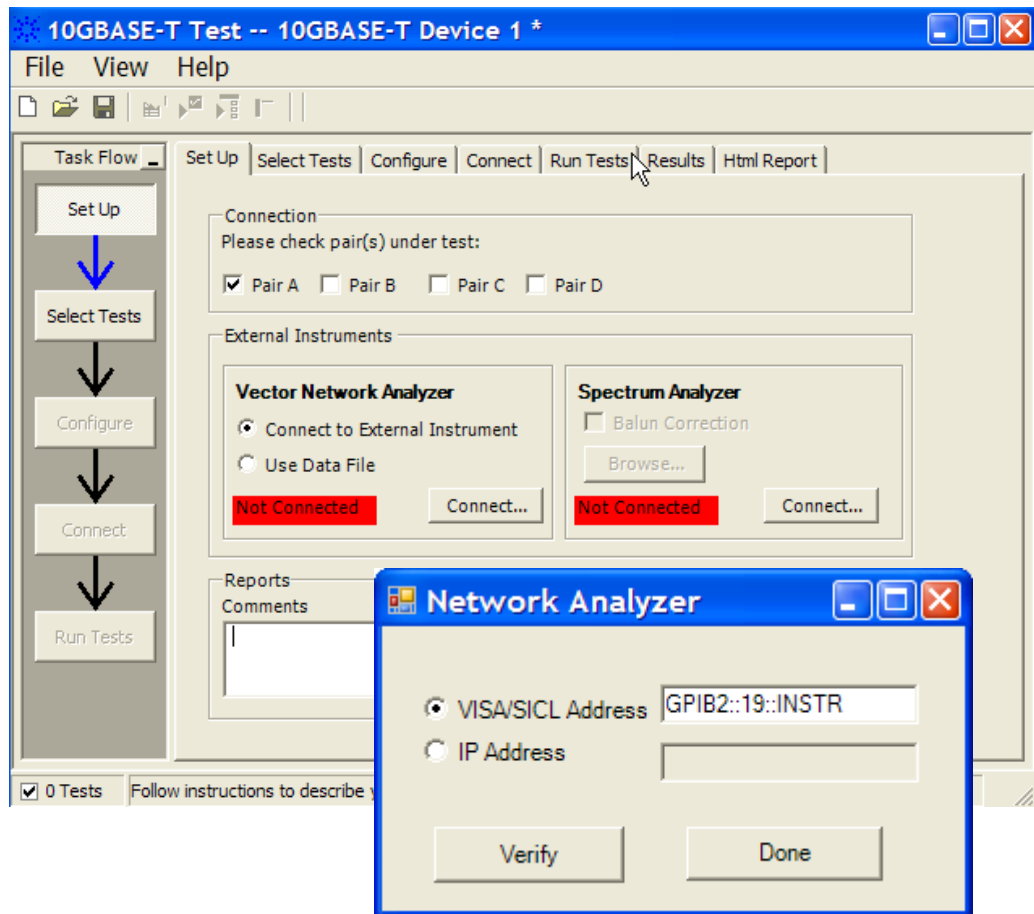 10GBASE-T Test -- 10GBASE-T Device 1 *
File View Help
Task Flow
Set Up
Select Tests
Configure
Connect
Run Tests
Set Up Select Tests Configure Connect Run Tests Results Html Report
Connection
Please check pair(s) under test:
Pair A Pair B Pair C Pair D
External Instruments
Vector Network Analyzer
Connect to External Instrument
Use Data File
Not Connected Connect...
Spectrum Analyzer
Balun Correction
Browse...
Not Connected Connect...
Reports
Comments
0 Tests Follow instructions to describe
Network Analyzer
VISA/SICL Address GPIB2::19::INSTR
IP Address
Verify Done